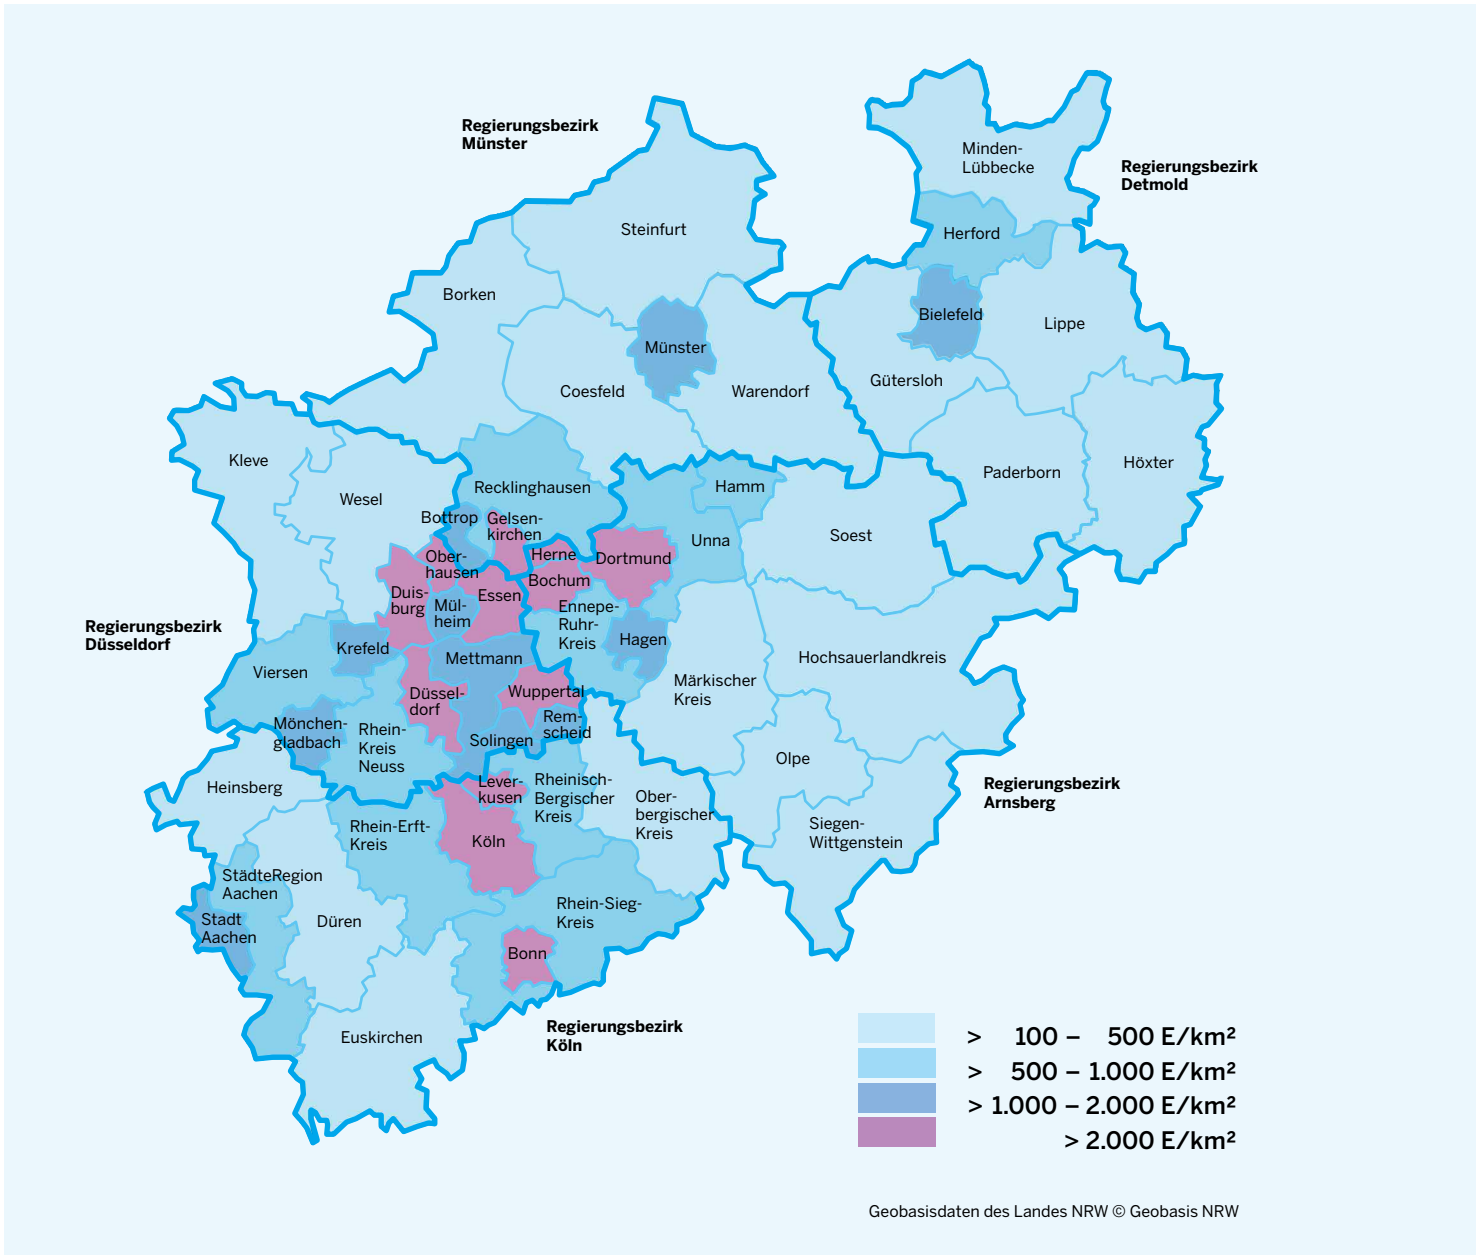 Regierungsbezirk
Münster
Minden-
Lübbecke
Regierungsbezirk
Detmold
Steinfurt
Herford
Borken
Bielefeld
Lippe
Münster
Gütersloh
Coesfeld
Warendorf
Kleve
Höxter
Paderborn
Wesel
Recklinghausen
Hamm
Bottrop
Gelsen-
kirchen
Soest
Unna
Ober-
hausen
Herne
Dortmund
Bochum
Duis-
burg
Essen
Mül-
heim
Ennepe-
Ruhr-
Kreis
Regierungsbezirk
Düsseldorf
Krefeld
Hagen
Mettmann
Hochsauerlandkreis
Viersen
Märkischer
Kreis
Düssel-
dorf
Wuppertal
Mönchen-
gladbach
Rhein-
Kreis
Neuss
Rem-
scheid
Solingen
Olpe
Heinsberg
Lever-
kusen
Rheinisch-
Bergischer
Kreis
Ober-
bergischer
Kreis
Regierungsbezirk
Arnsberg
Rhein-Erft-
Kreis
Köln
Siegen-
Wittgenstein
StädteRegion
Aachen
Rhein-Sieg-
Kreis
Stadt
Aachen
Düren
Bonn
Regierungsbezirk
Köln
Euskirchen
> 100 – 500 E/km²
> 500 – 1.000 E/km²
> 1.000 – 2.000 E/km²
> 2.000 E/km²
Geobasisdaten des Landes NRW © Geobasis NRW